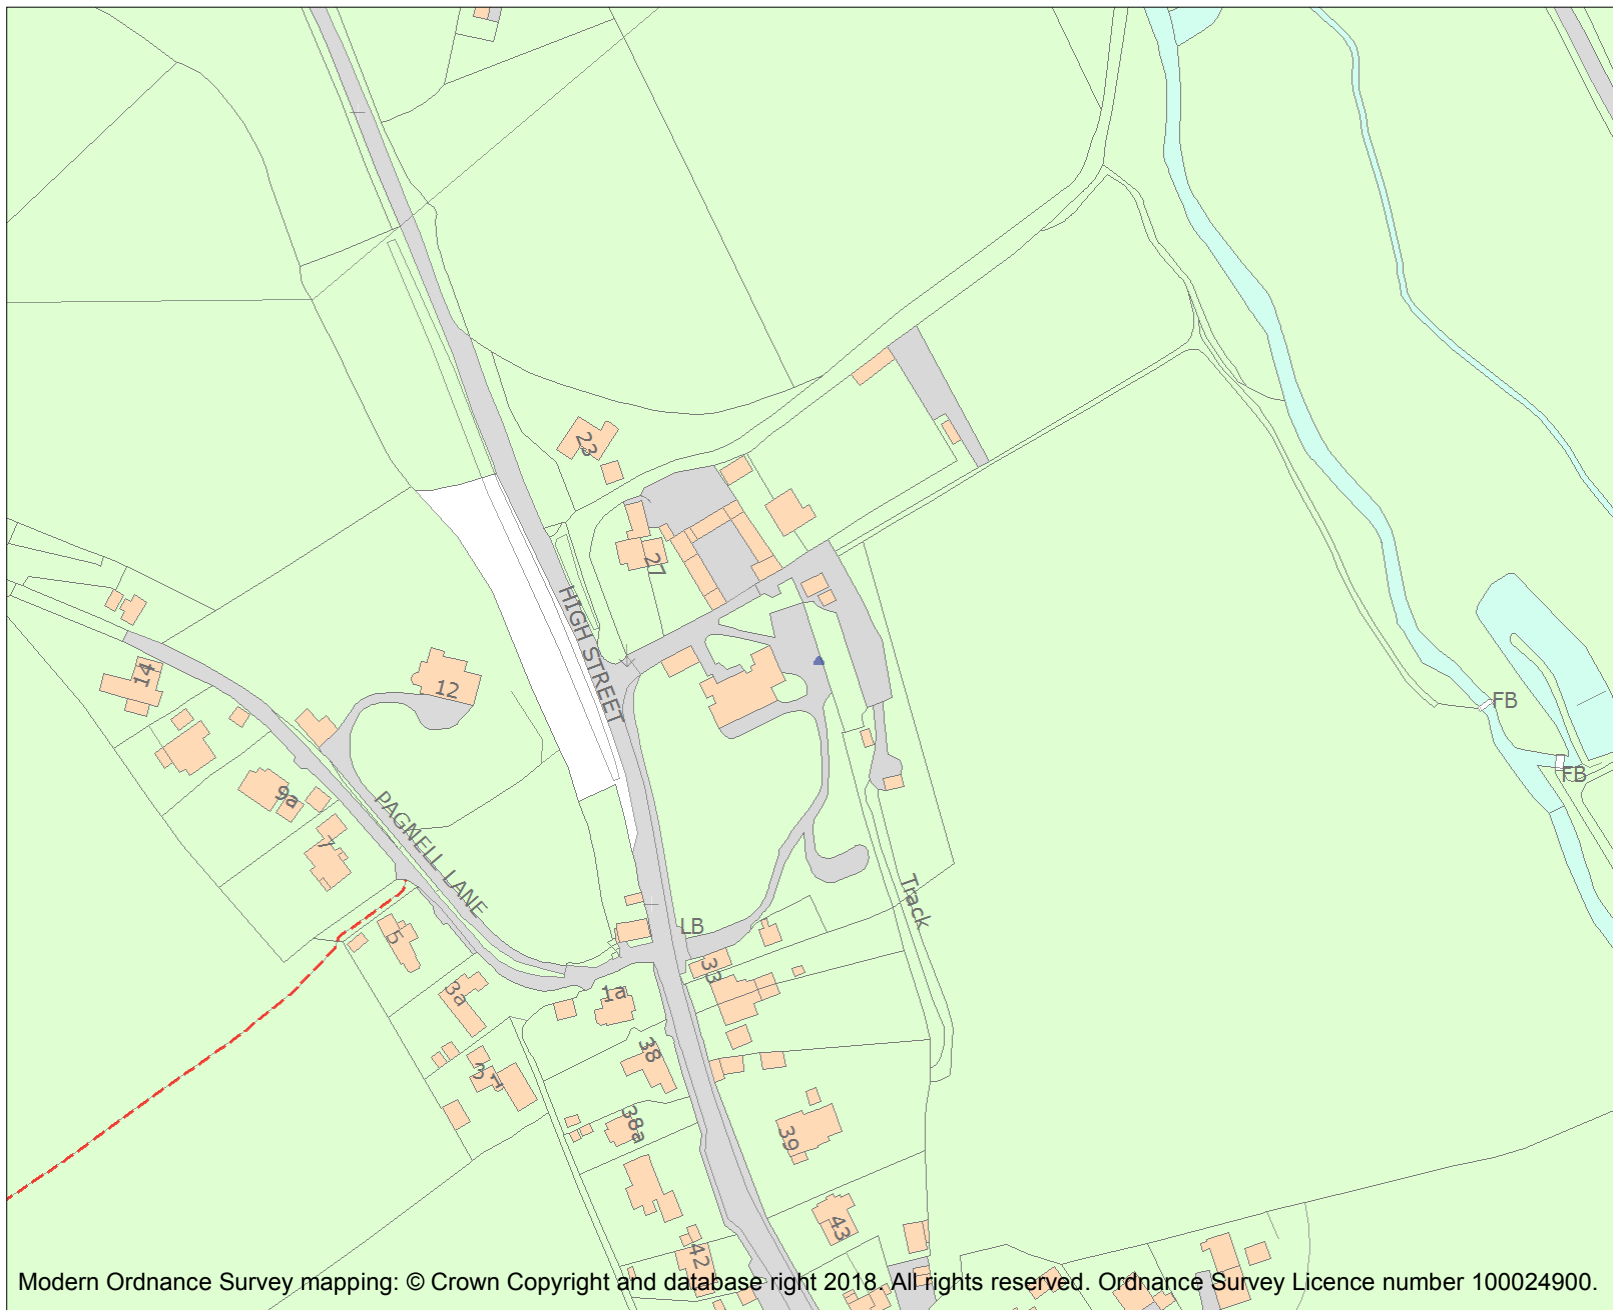 23
27
HIGH STREET
14
12
FB
FB
9a
PAGNELL LANE
7
Track
LB
5
33
3a
1a
38
3
38a
39
43
42
Modern Ordnance Survey mapping: © Crown Copyright and database right 2018. All rights reserved. Ordnance Survey Licence number 100024900.